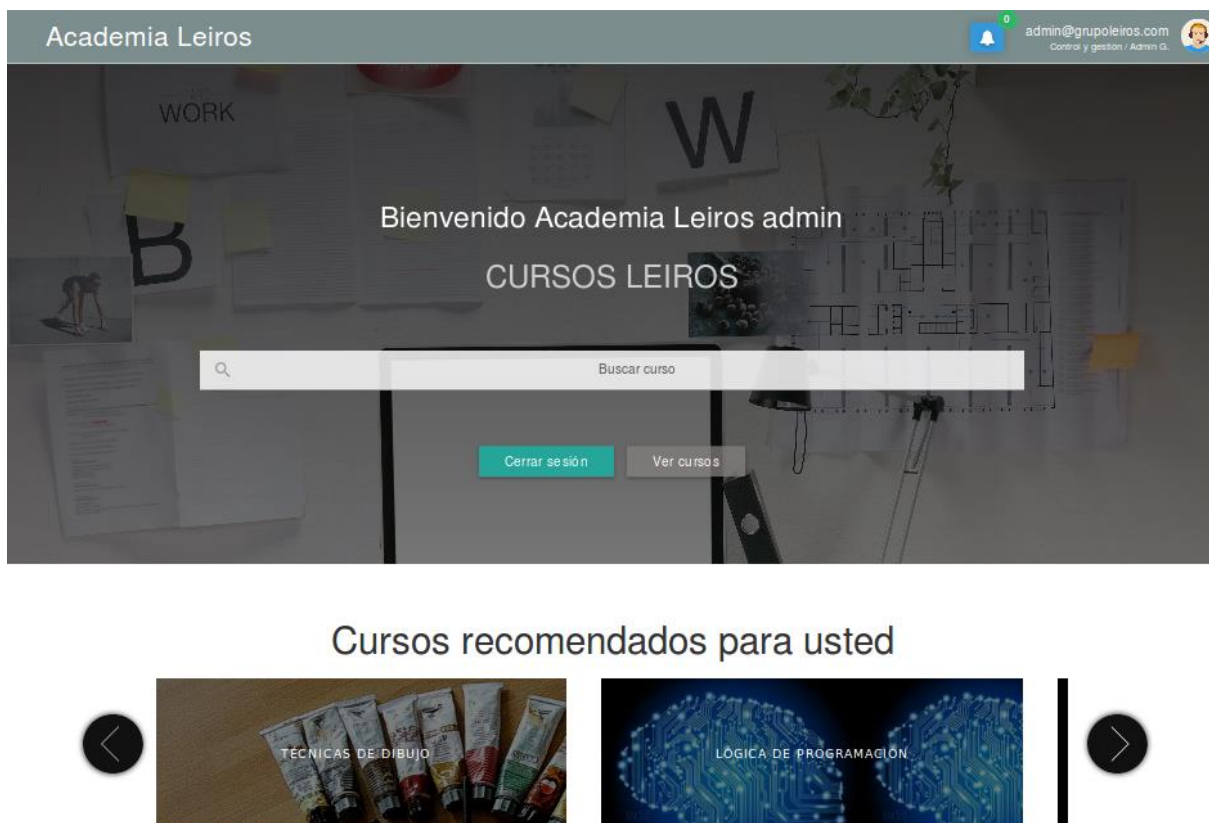 Academia Leiros
0
admin@grupoleiros.com
Control y gestión / Admin G.
WORK
W
B
Bienvenido Academia Leiros admin
CURSOS LEIROS
Buscar curso
Cerrar sesión
Ver cursos
Cursos recomendados para usted
TÉCNICAS DE DIBUJO
LÓGICA DE PROGRAMACIÓN